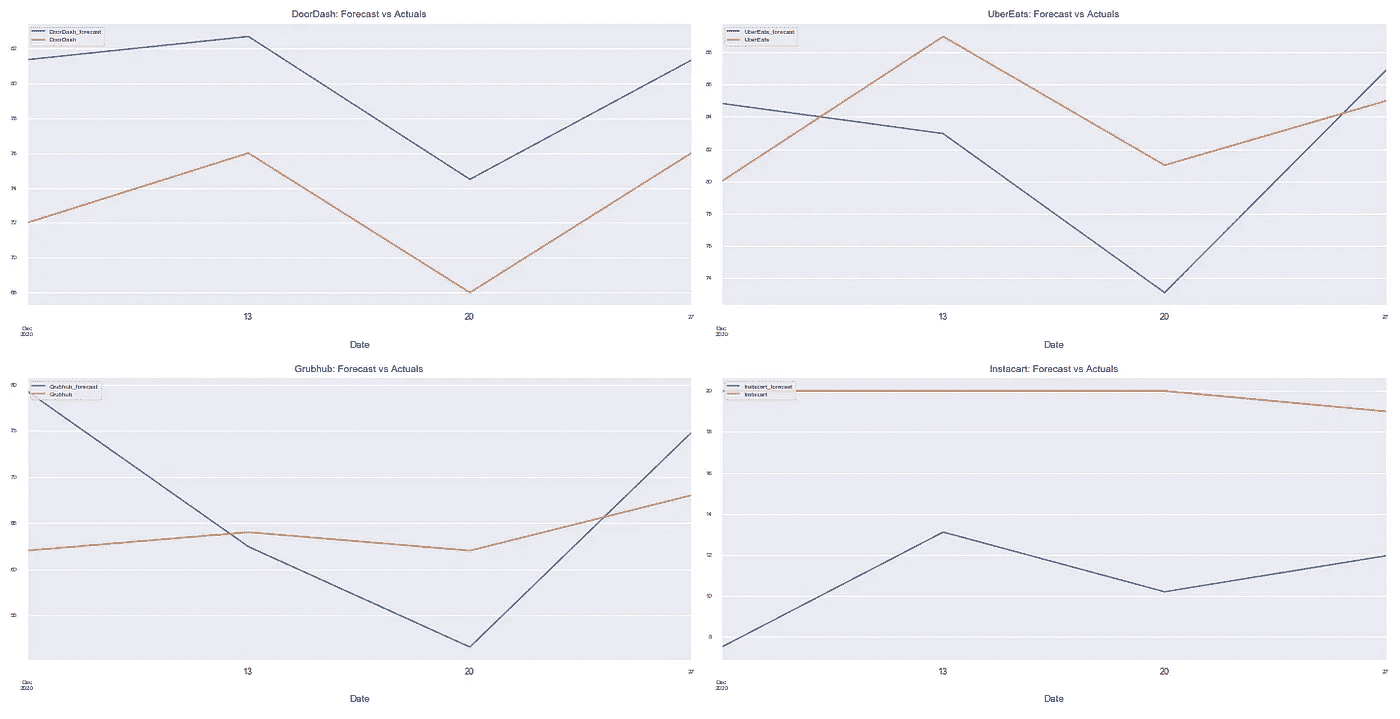 DoorDash: Forecast vs Actuals
DoorDash_forecast
DoorDash
82
80
78
76
74
72
70
68
Dec
2020
13
20
27
Date
UberEats: Forecast vs Actuals
UberEats_forecast
UberEats
88
86
84
82
80
78
76
74
Dec
2020
13
20
27
Date
Grubhub: Forecast vs Actuals
Grubhub_forecast
Grubhub
80
75
70
65
60
55
Dec
2020
13
20
27
Date
Instacart: Forecast vs Actuals
Instacart_forecast
Instacart
20
18
16
14
12
10
8
Dec
2020
13
20
27
Date